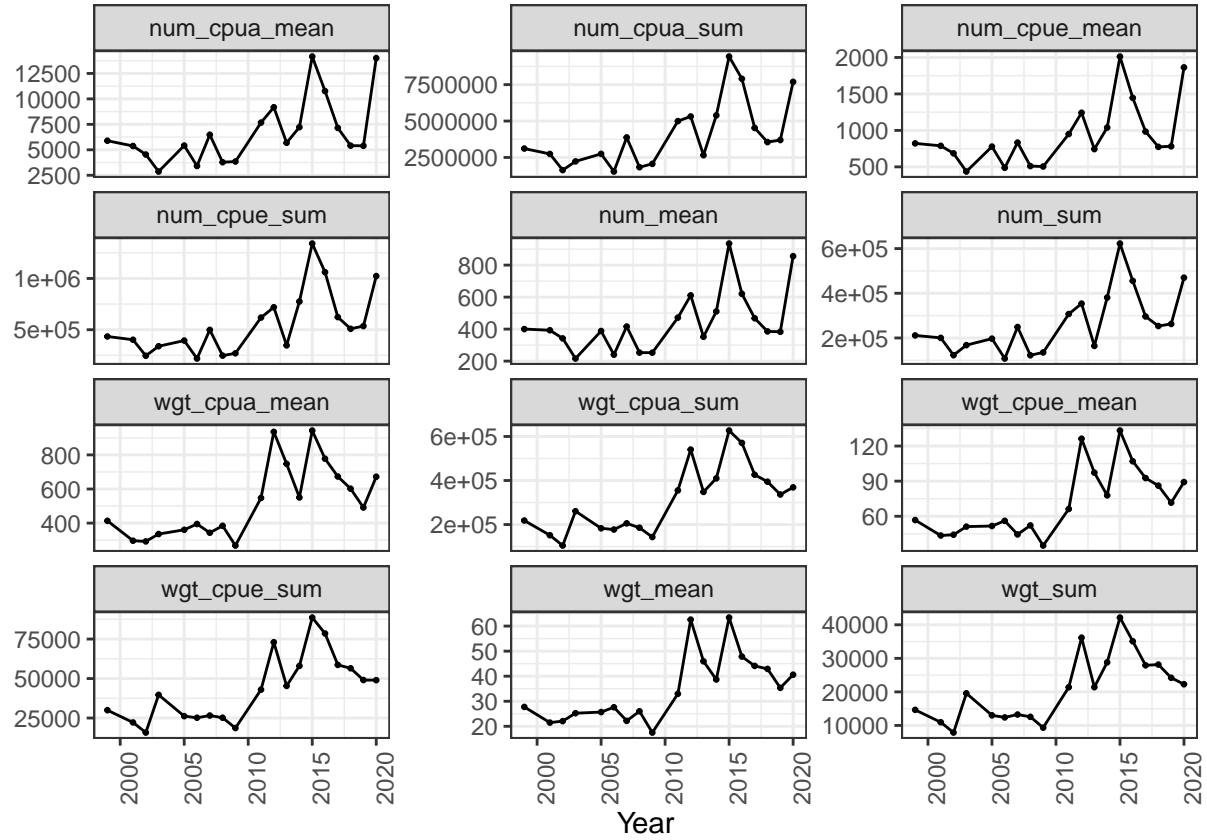 num_cpua_mean num_cpua_sum num_cpue_mean
12500 7500000 2000
10000 5000000 1500
7500 2500000 1000
5000 500
2500
num_cpue_sum num_mean num_sum
1e+06 800 6e+05
5e+05 600 4e+05
400 2e+05
200
wgt_cpua_mean wgt_cpua_sum wgt_cpue_mean
800 6e+05 120
600 4e+05 90
400 2e+05 60
wgt_cpue_sum wgt_mean wgt_sum
75000 60 40000
50000 50 30000
25000 40 20000
30 10000
20
2000 2005 2010 2015 2020 2000 2005 2010 2015 2020 2000 2005 2010 2015 2020
Year